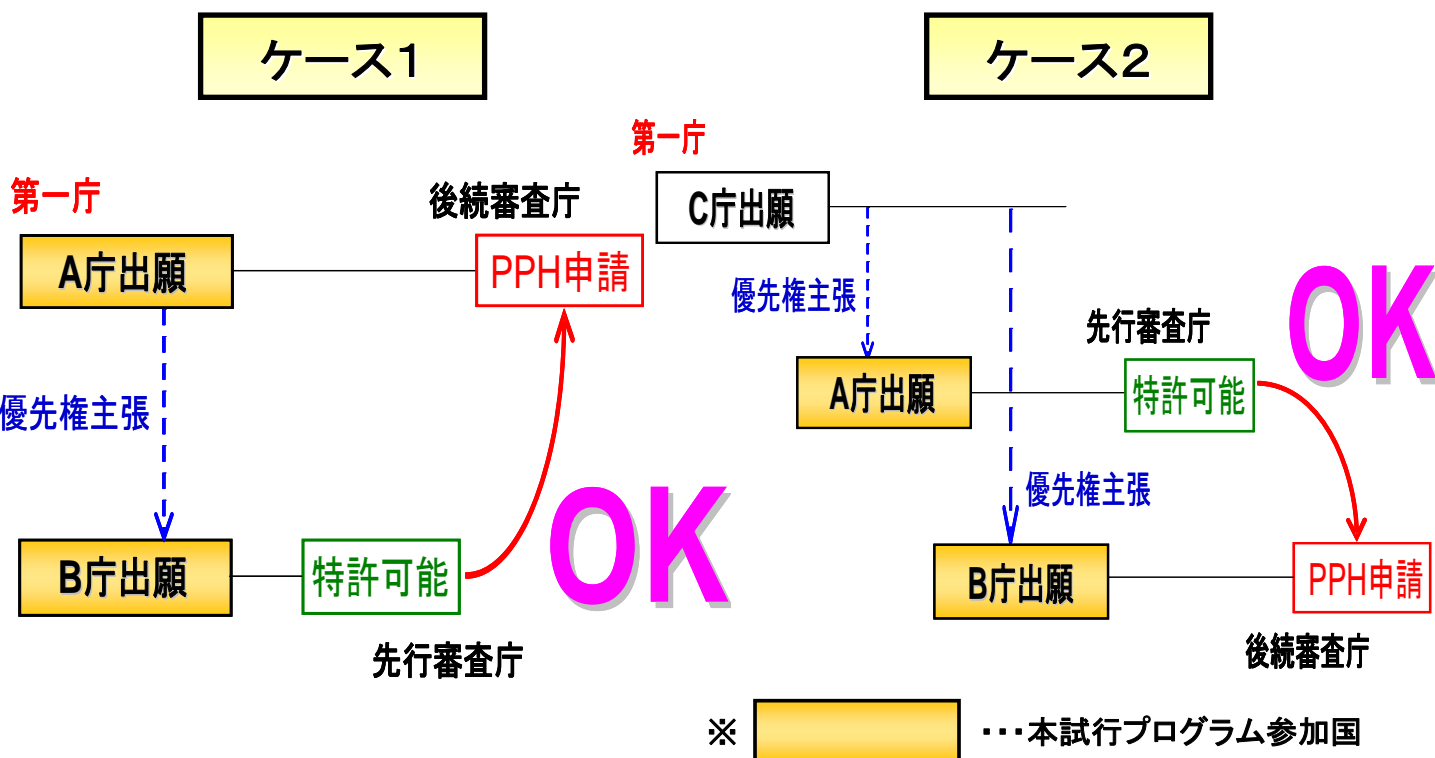 ケース1
第一庁
A庁出願
後続審査庁
PPH申請
優先権主張
B庁出願
特許可能
先行審査庁
OK
ケース2
第一庁
C庁出願
優先権主張
A庁出願
先行審査庁
特許可能
OK
優先権主張
B庁出願
PPH申請
後続審査庁
※ ・・・本試行プログラム参加国